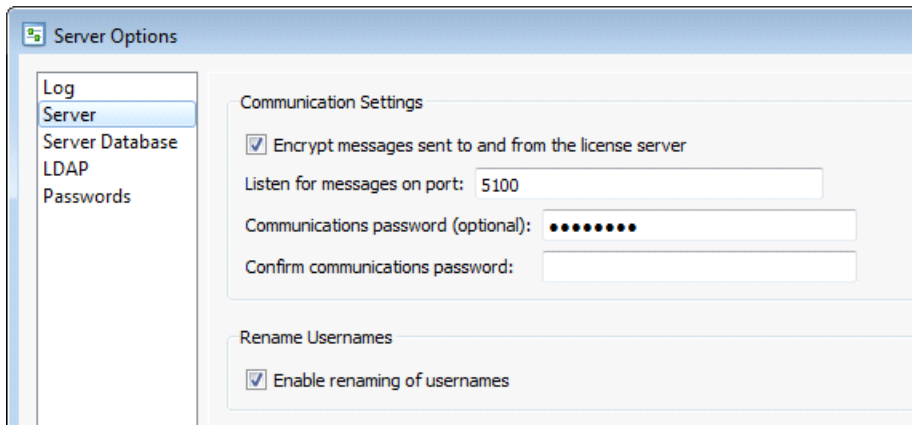 Server Options
Log
Server
Server Database
LDAP
Passwords
Communication Settings
Encrypt messages sent to and from the license server
Listen for messages on port: 5100
Communications password (optional): ••••••••
Confirm communications password:
Rename Usernames
Enable renaming of usernames